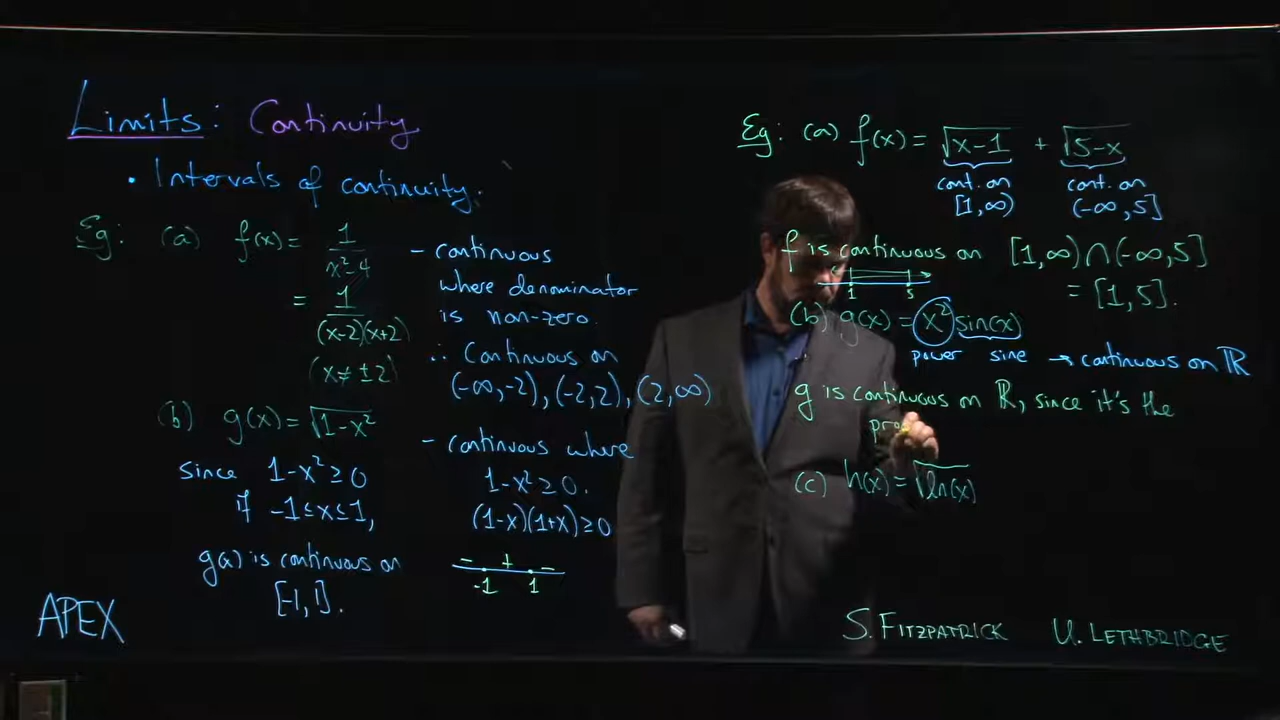 Limits: Continuity
• Intervals of continuity.
Eg: (a) f(x) = 1/(x²-4)
= 1/((x-2)(x+2))
(x≠±2)
- continuous
where denominator
is non-zero.
∴ Continuous on
(-∞,-2), (-2,2), (2,∞)
(b) g(x) = √(1-x²)
since 1-x² ≥ 0
if -1≤x≤1,
g(x) is continuous on
[-1,1].
- continuous where
1-x² ≥ 0.
(1-x)(1+x) ≥ 0
- + -
-1 1
APEX
Eg: (a) f(x) = √(x-1) + √(5-x)
cont. on cont. on
[1,∞) (-∞,5]
f is continuous on [1,∞)∩(-∞,5]
= [1,5].
1 5
(b) g(x) = x² sin(x)
power sine → continuous on ℝ
g is continuous on ℝ, since it's the
(c) h(x) = √ln(x)
S. FITZPATRICK U. LETHBRIDGE